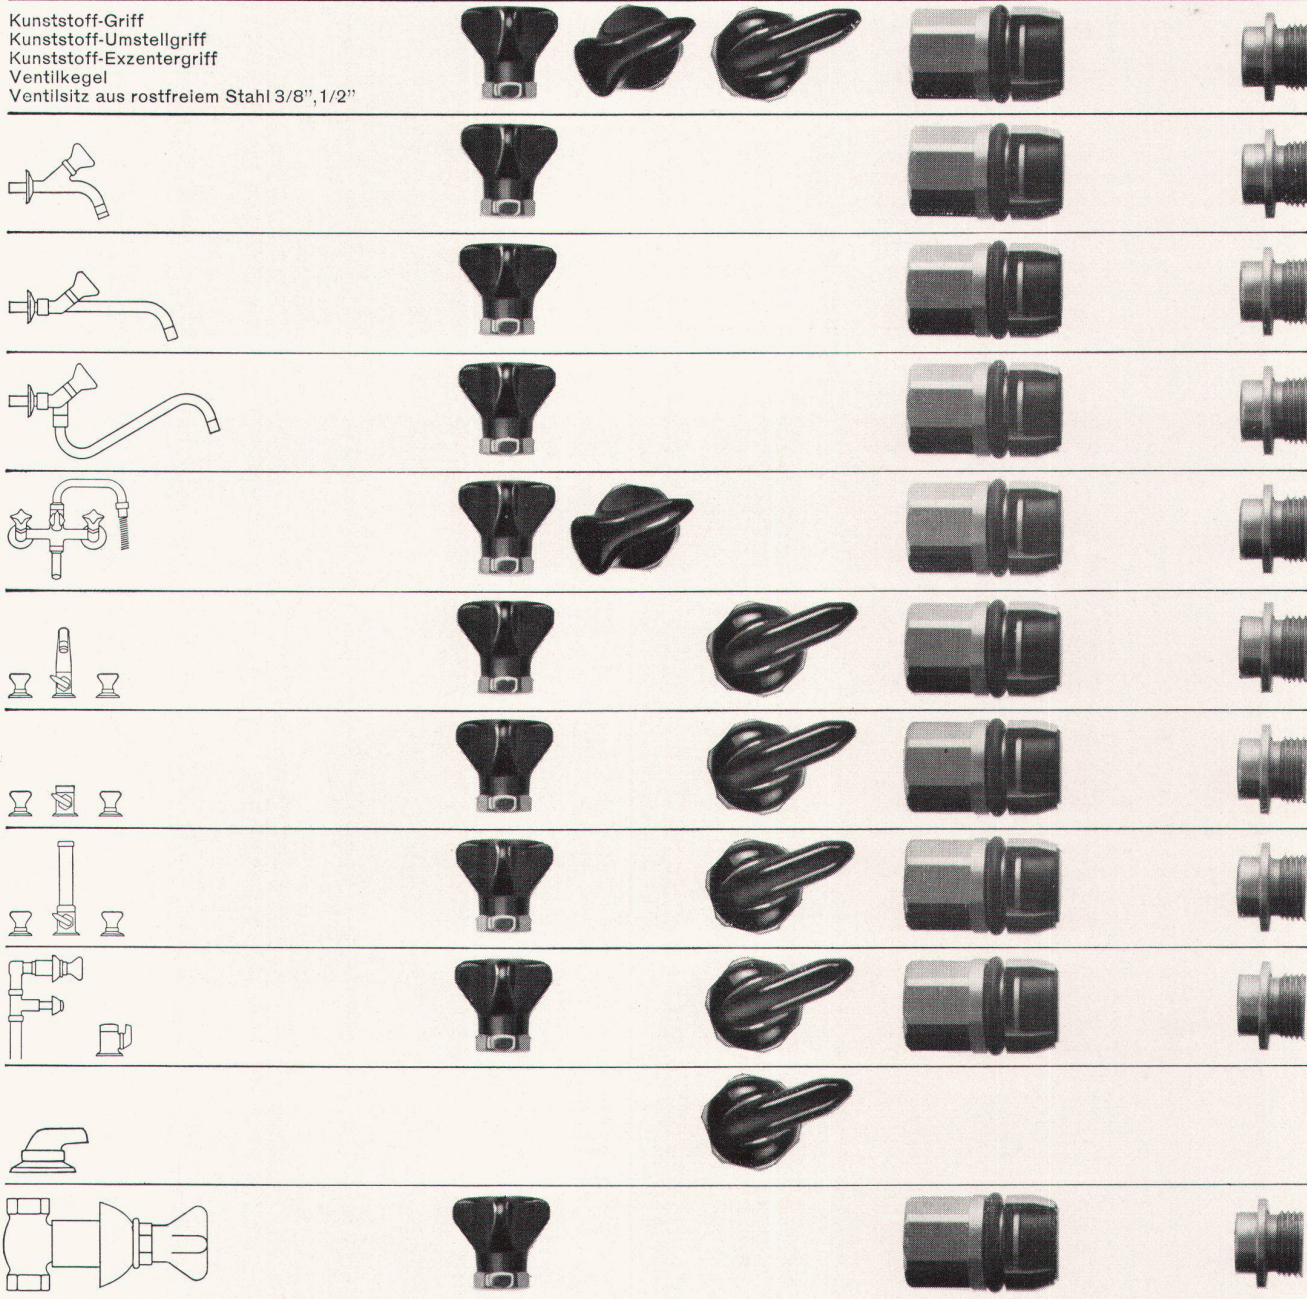 Kunststoff-Griff
Kunststoff-Umstellgriff
Kunststoff-Exzentergriff
Ventilkegel
Ventilsitz aus rostfreiem Stahl 3/8”,1/2”